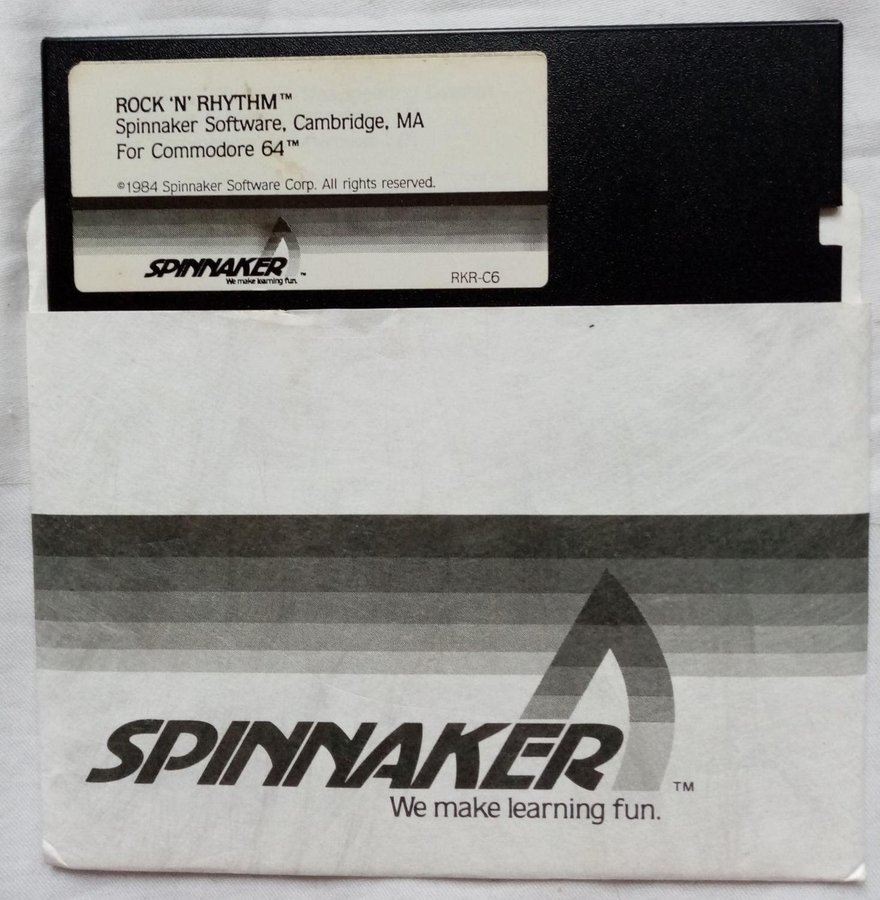 ROCK 'N' RHYTHM™
Spinnaker Software, Cambridge, MA
For Commodore 64™
©1984 Spinnaker Software Corp. All rights reserved.
SPINNAKER™
We make learning fun.
RKR-C6
SPINNAKER™
We make learning fun.